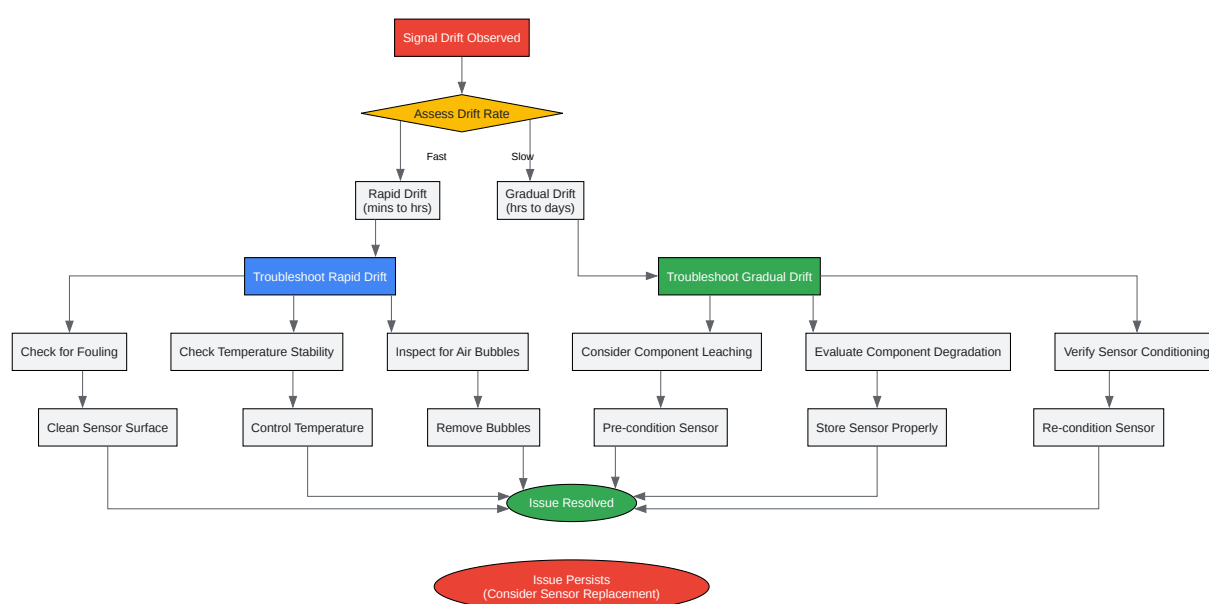 Signal Drift Observed
Assess Drift Rate
Fast
Slow
Rapid Drift
(mins to hrs)
Gradual Drift
(hrs to days)
Troubleshoot Rapid Drift
Troubleshoot Gradual Drift
Check for Fouling
Check Temperature Stability
Inspect for Air Bubbles
Consider Component Leaching
Evaluate Component Degradation
Verify Sensor Conditioning
Clean Sensor Surface
Control Temperature
Remove Bubbles
Pre-condition Sensor
Store Sensor Properly
Re-condition Sensor
Issue Resolved
Issue Persists
(Consider Sensor Replacement)